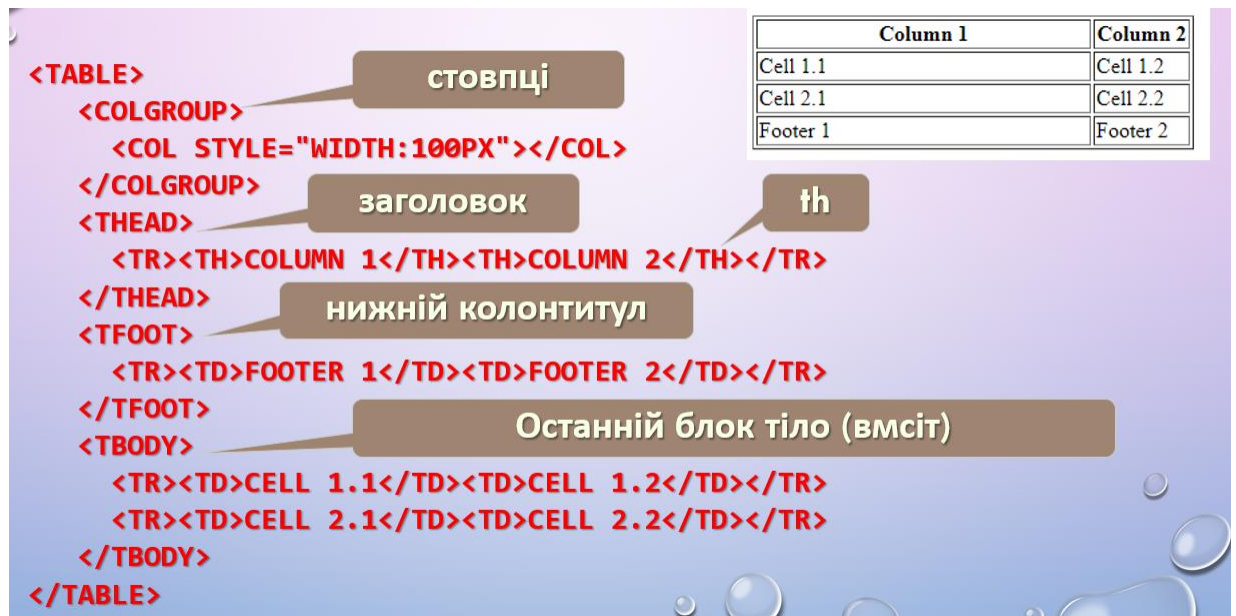 Column 1 Column 2
Cell 1.1 Cell 1.2
Cell 2.1 Cell 2.2
Footer 1 Footer 2
<TABLE>
стовпці
<COLGROUP>
<COL STYLE="WIDTH:100PX"></COL>
</COLGROUP>
заголовок
th
<THEAD>
<TR><TH>COLUMN 1</TH><TH>COLUMN 2</TH></TR>
</THEAD>
нижній колонтитул
<TFOOT>
<TR><TD>FOOTER 1</TD><TD>FOOTER 2</TD></TR>
</TFOOT>
Останній блок тіло (вмсіт)
<TBODY>
<TR><TD>CELL 1.1</TD><TD>CELL 1.2</TD></TR>
<TR><TD>CELL 2.1</TD><TD>CELL 2.2</TD></TR>
</TBODY>
</TABLE>